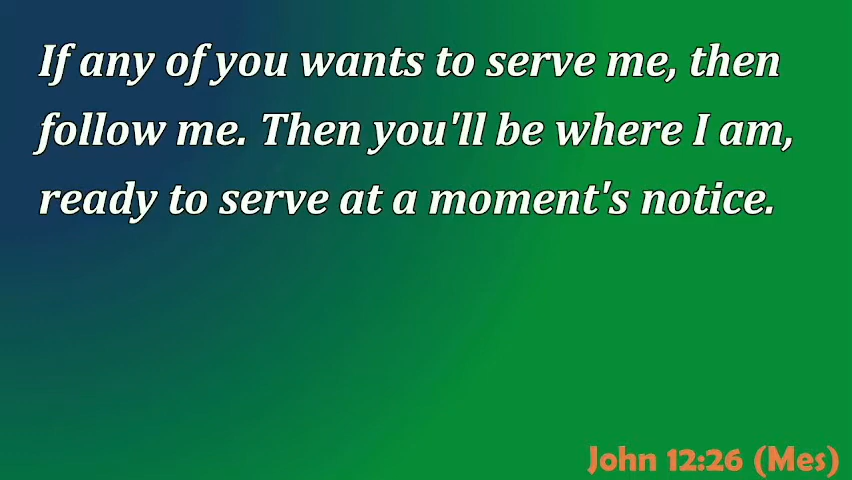 If any of you wants to serve me, then
follow me. Then you'll be where I am,
ready to serve at a moment's notice.
John 12:26 (Mes)